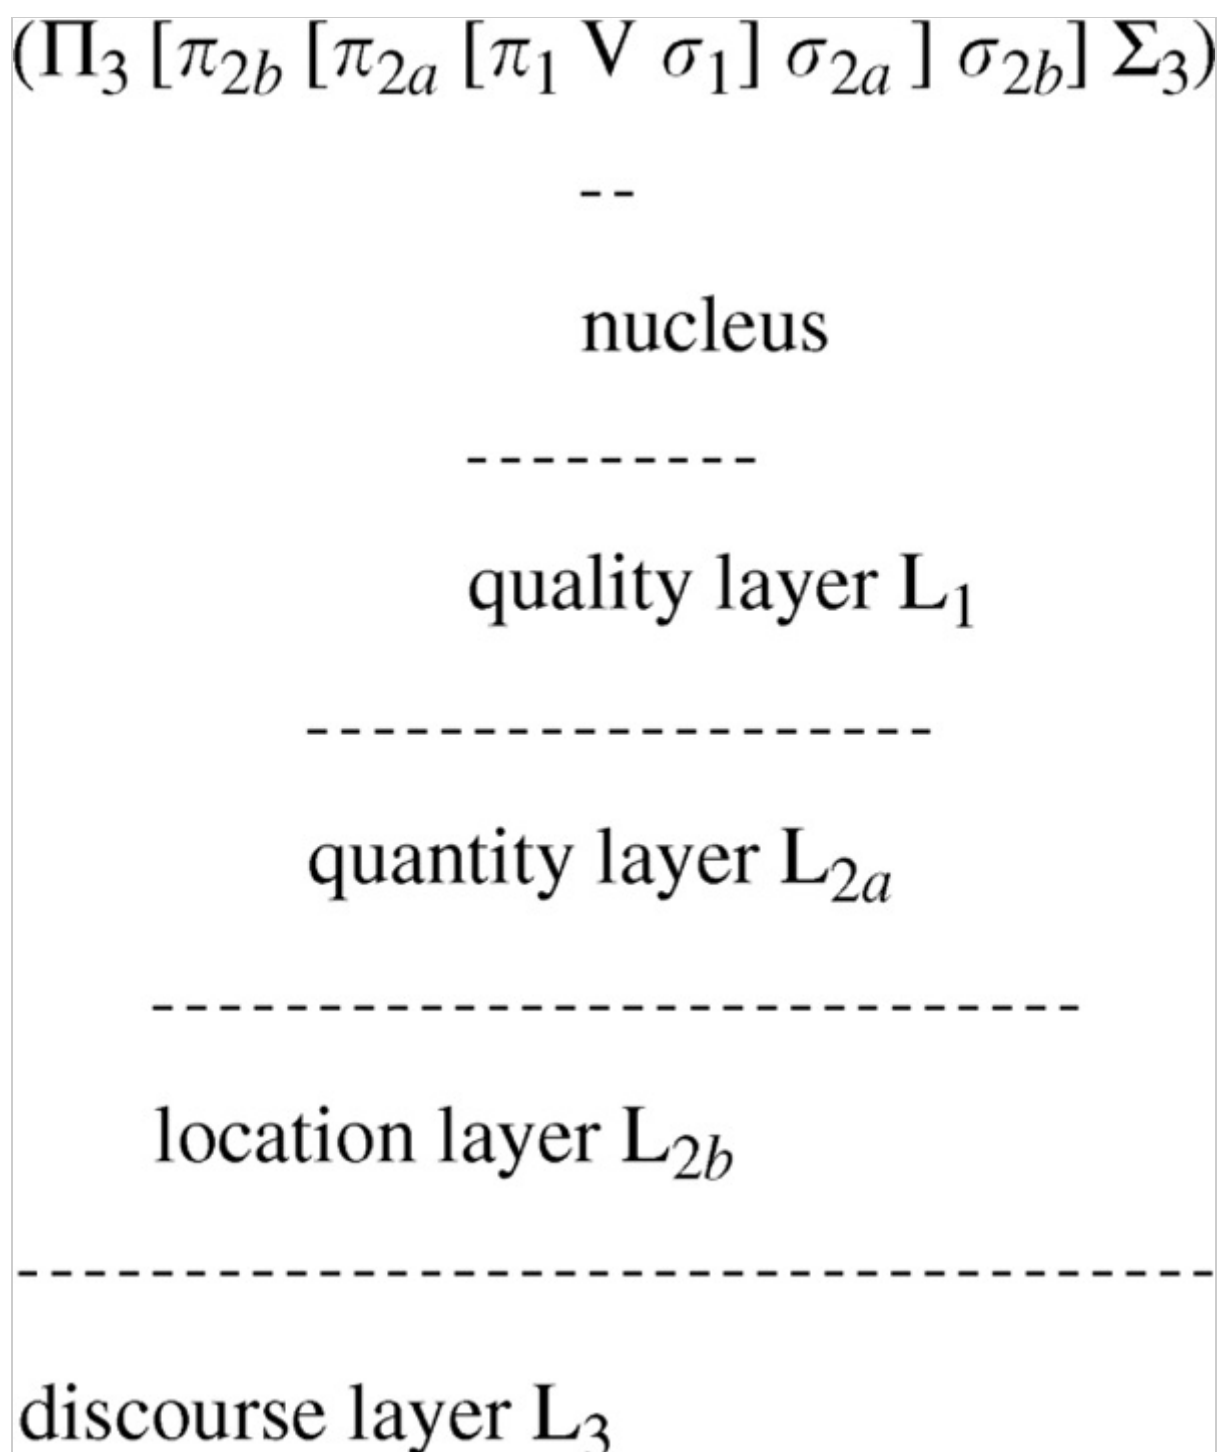 (Π₃ [π₂b [π₂a [π₁ V σ₁] σ₂a ] σ₂b] Σ₃)
--
nucleus
---------
quality layer L₁
-------------------
quantity layer L₂a
----------------------------
location layer L₂b
------------------------------------
discourse layer L₃